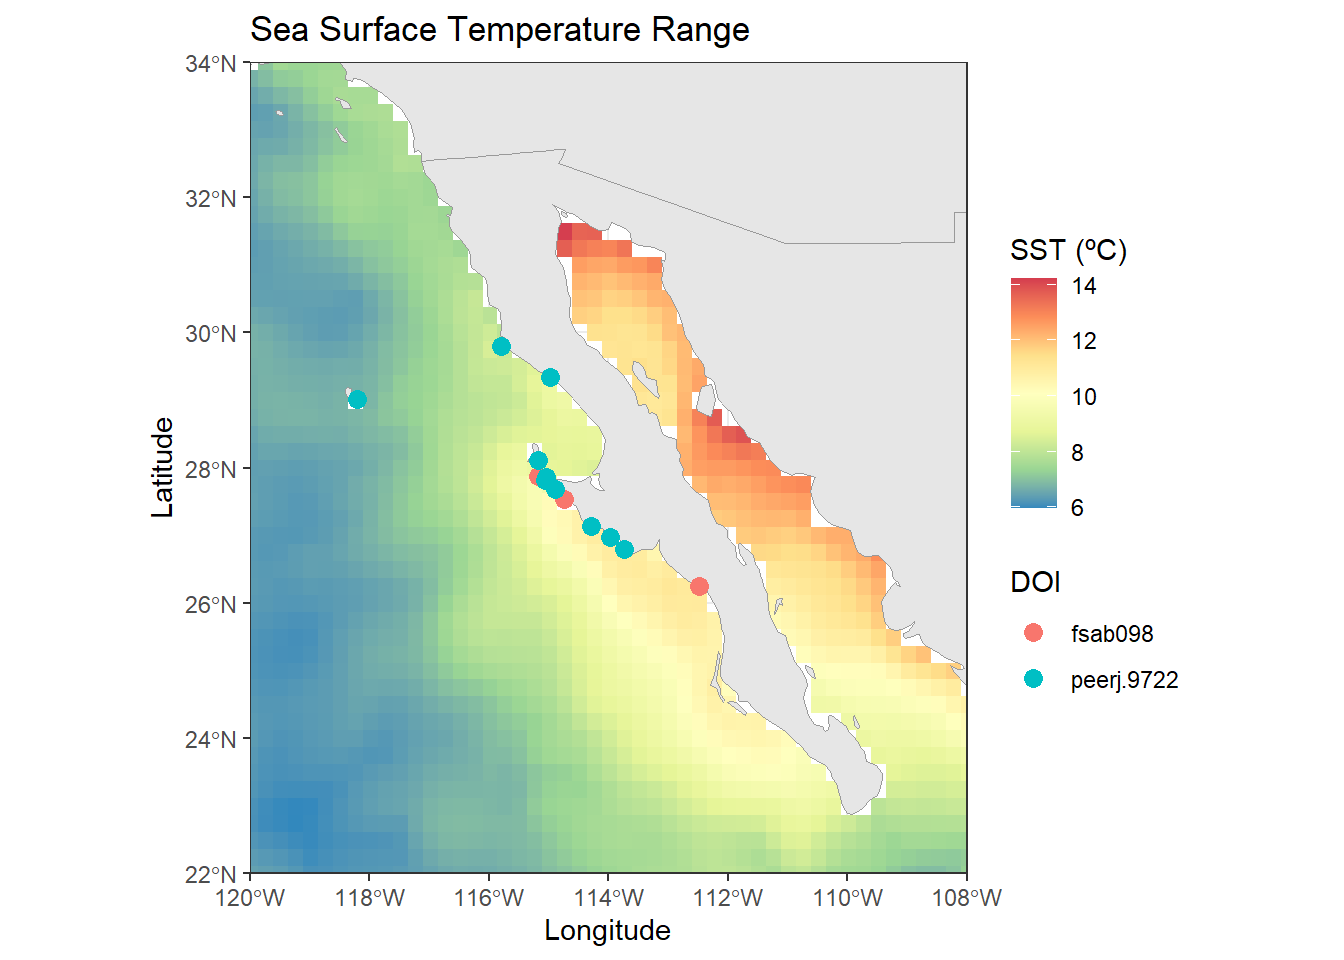 Sea Surface Temperature Range
34°N
32°N
30°N
28°N
26°N
24°N
22°N
Latitude
120°W
118°W
116°W
114°W
112°W
110°W
108°W
Longitude
SST (ºC)
14
12
10
8
6
DOI
fsab098
peerj.9722